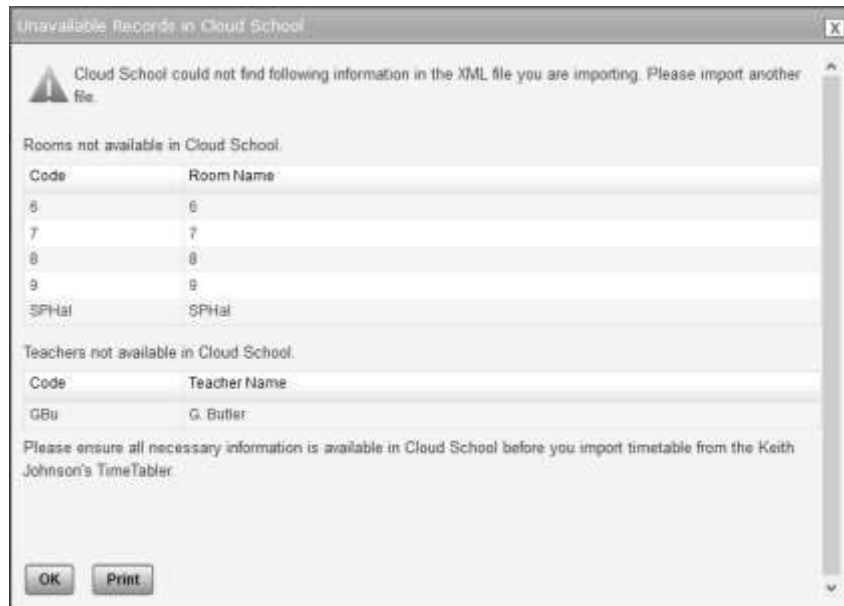 Unavailable Records in Cloud School
X
Cloud School could not find following information in the XML file you are importing. Please import another
file.
Rooms not available in Cloud School.
Code Room Name
6 6
7 7
8 8
9 9
SPHal SPHal
Teachers not available in Cloud School.
Code Teacher Name
GBu G. Butler
Please ensure all necessary information is available in Cloud School before you import timetable from the Keith
Johnson's TimeTabler.
OK Print